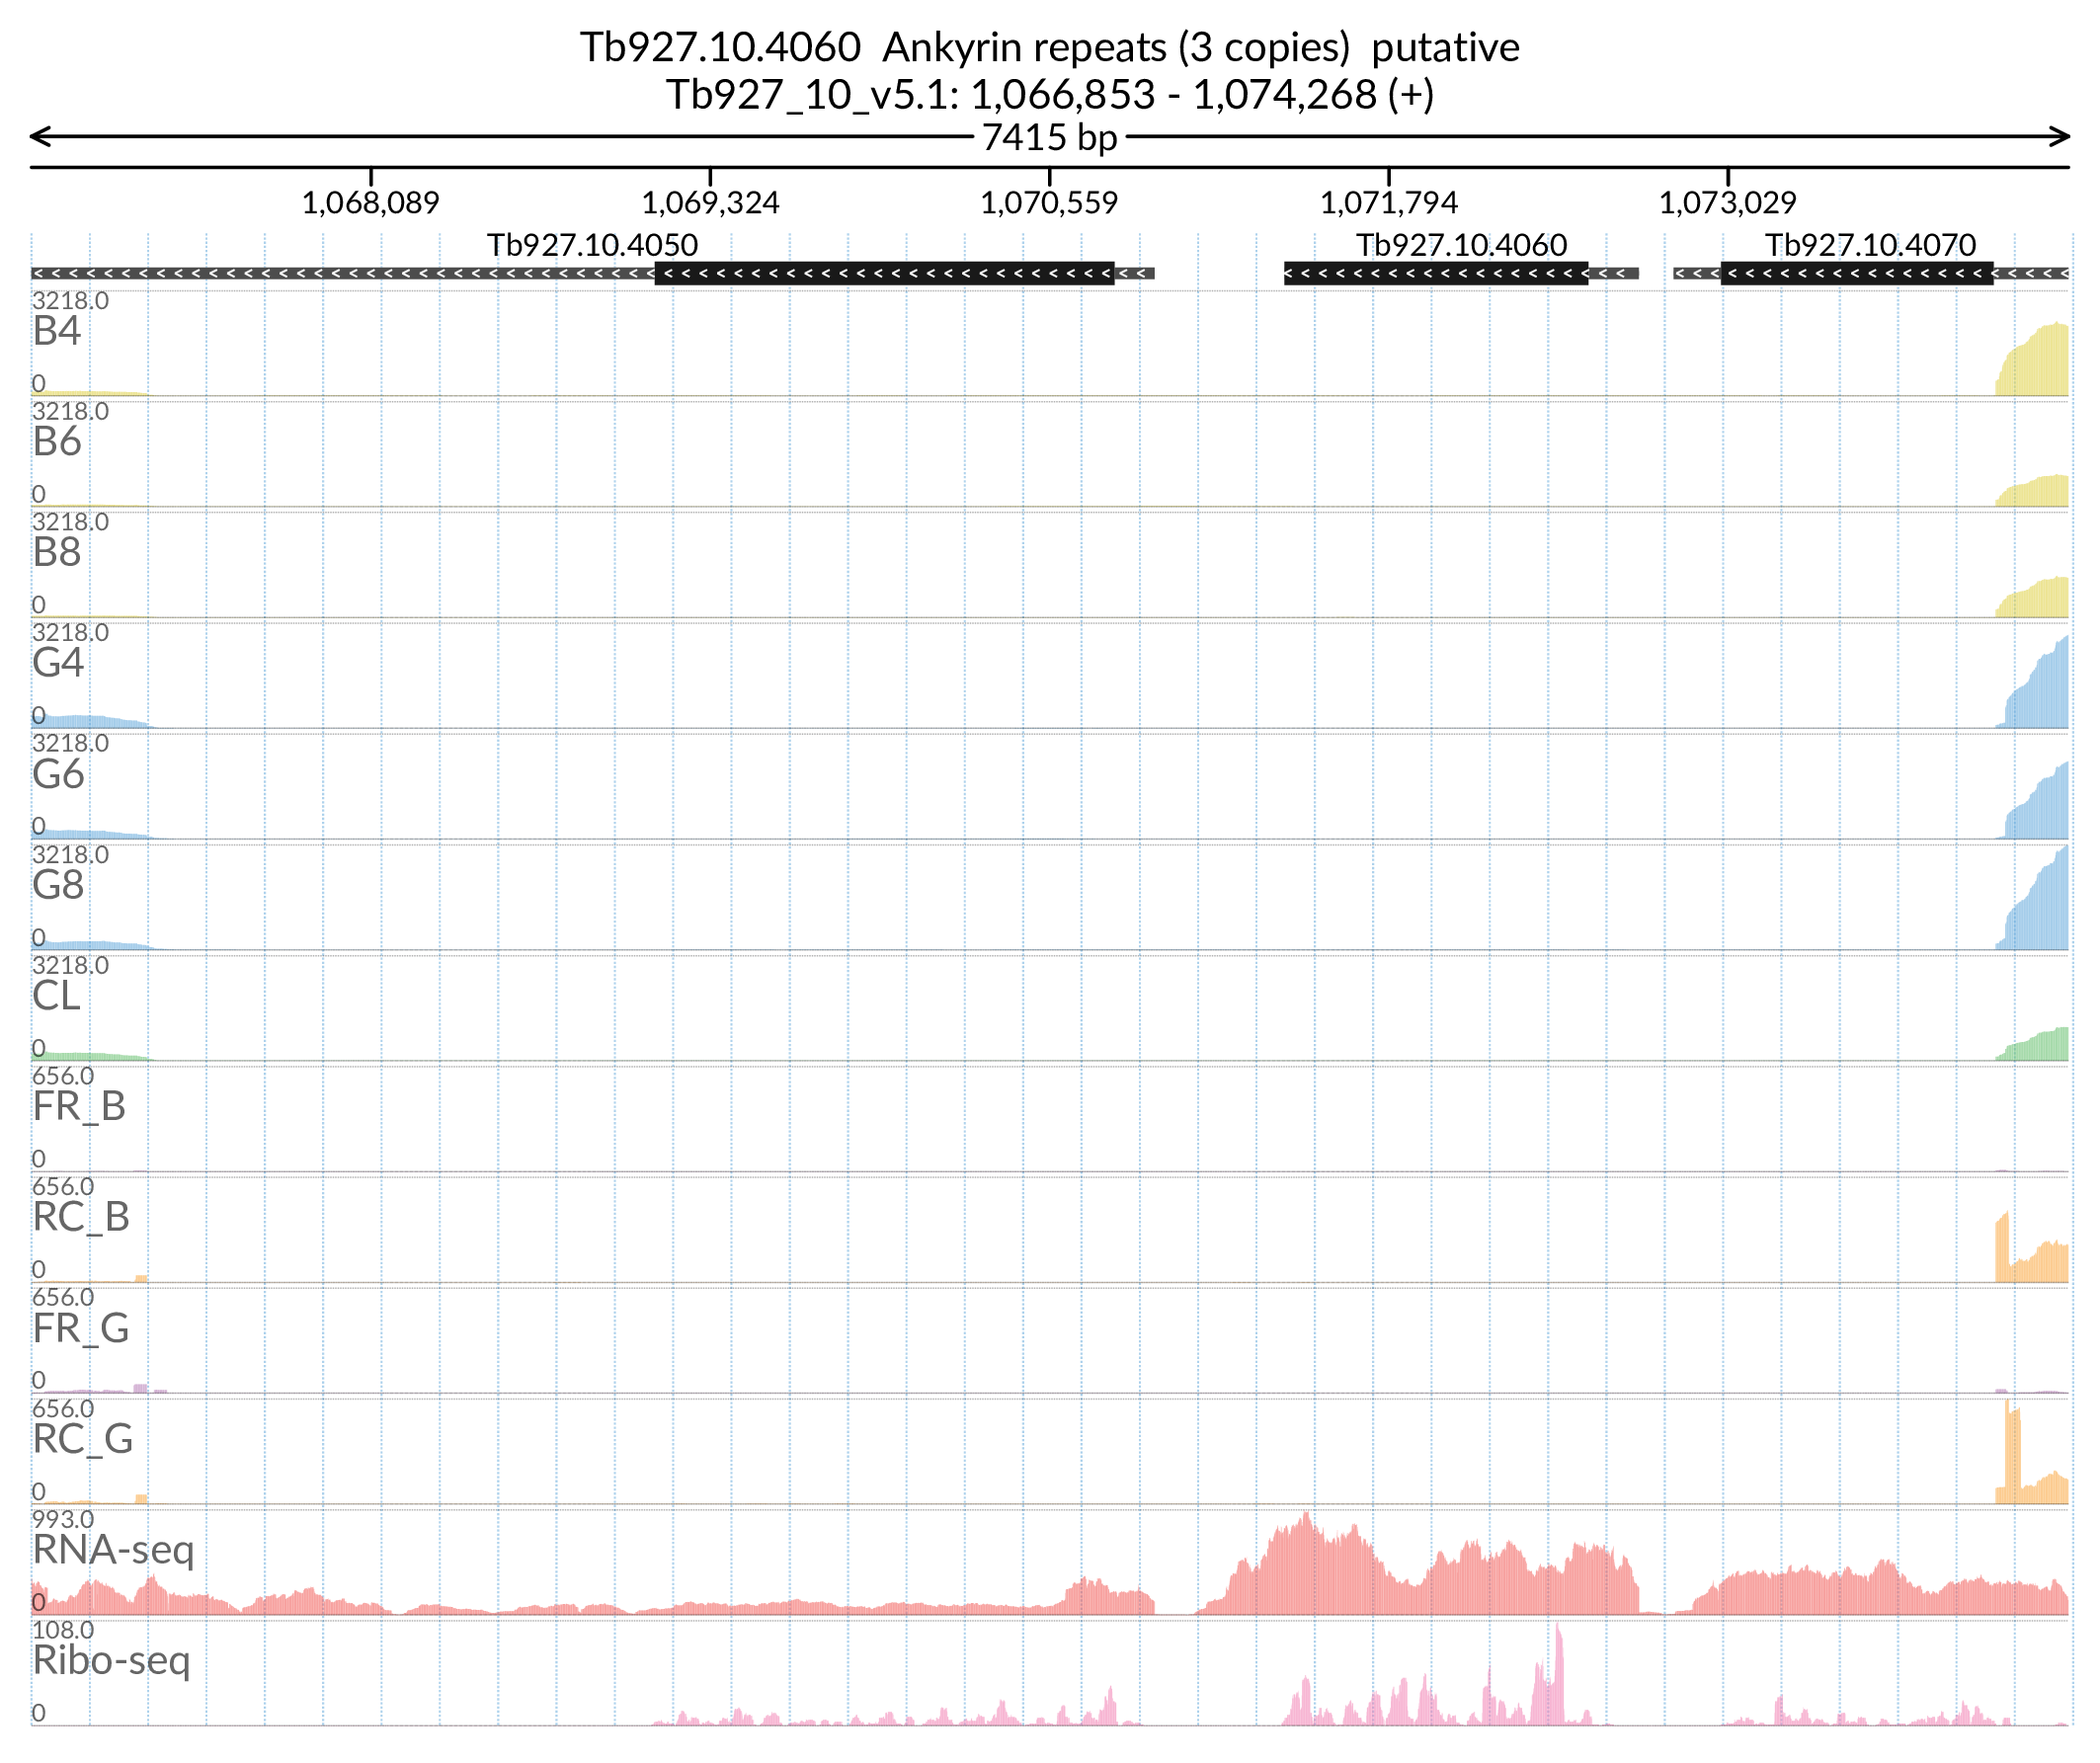 Tb927.10.4060 Ankyrin repeats (3 copies) putative
Tb927_10_v5.1: 1,066,853 - 1,074,268 (+)
7415 bp
1,068,089 1,069,324 1,070,559 1,071,794 1,073,029
Tb927.10.4050 Tb927.10.4060 Tb927.10.4070
3218.0
B4
0
3218.0
B6
0
3218.0
B8
0
3218.0
G4
0
3218.0
G6
0
3218.0
G8
0
3218.0
CL
0
656.0
FR_B
0
656.0
RC_B
0
656.0
FR_G
0
656.0
RC_G
0
993.0
RNA-seq
0
108.0
Ribo-seq
0